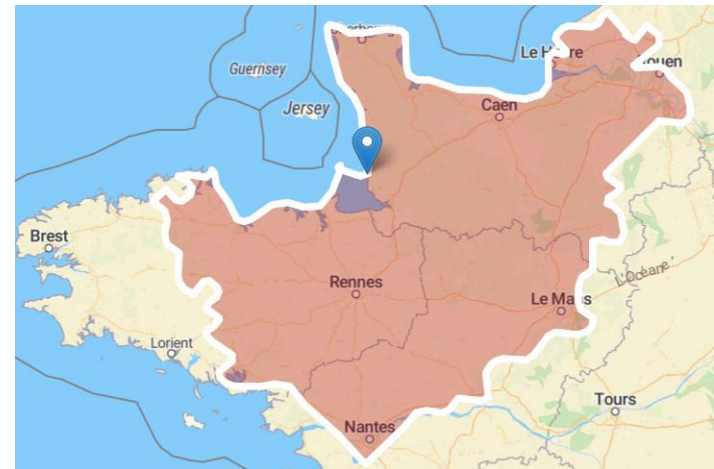 Guernsey
Le Havre
Rouen
Jersey
Caen
Brest
Rennes
L'Océane
Le Mans
Lorient
Tours
Nantes